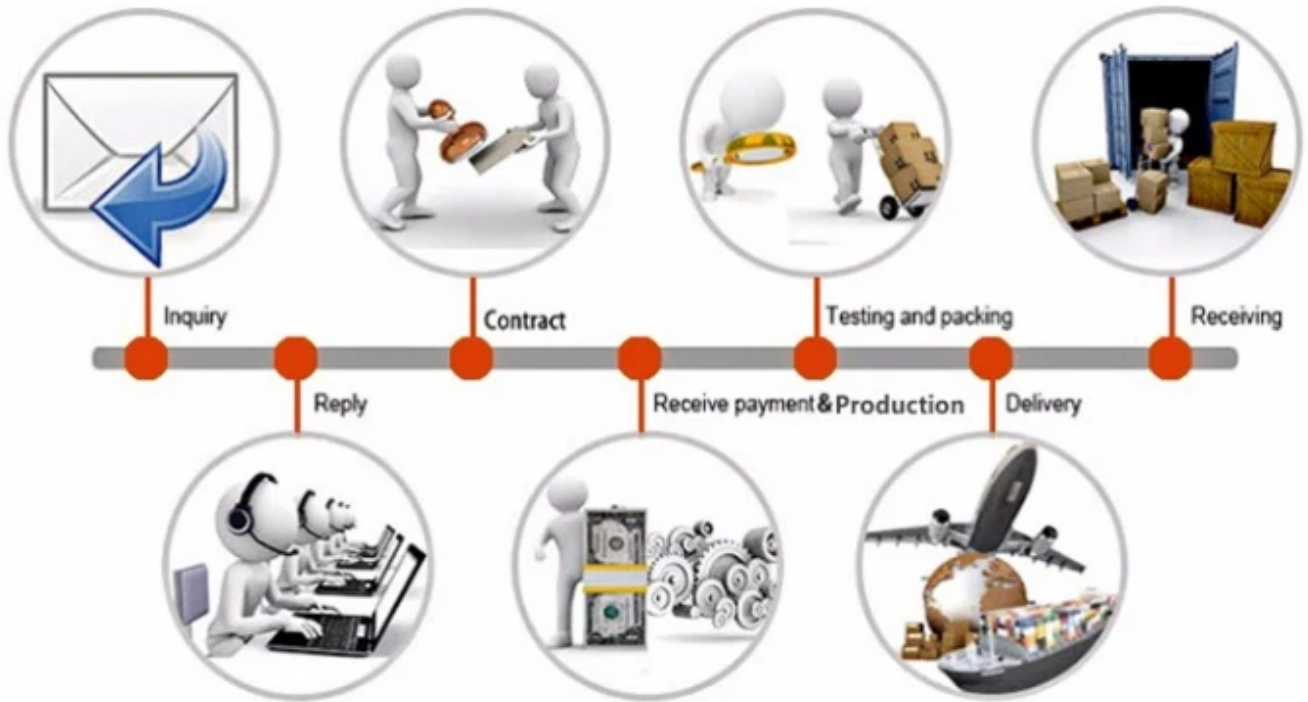 Inquiry
Reply
Contract
Receive payment&Production
Testing and packing
Delivery
Receiving